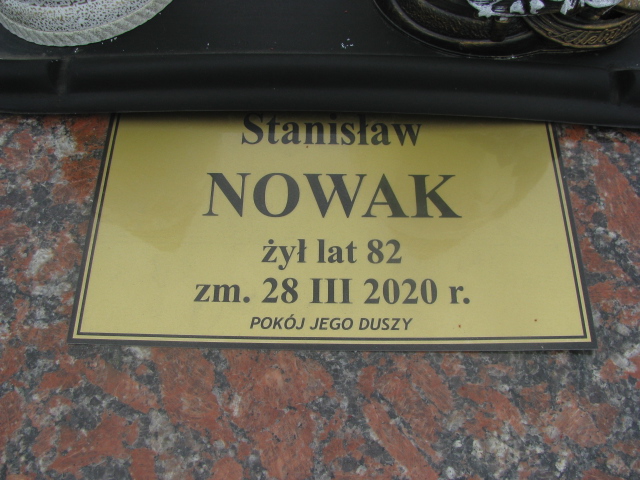 Stanisław
NOWAK
żył lat 82
zm. 28 III 2020 r.
POKÓJ JEGO DUSZY